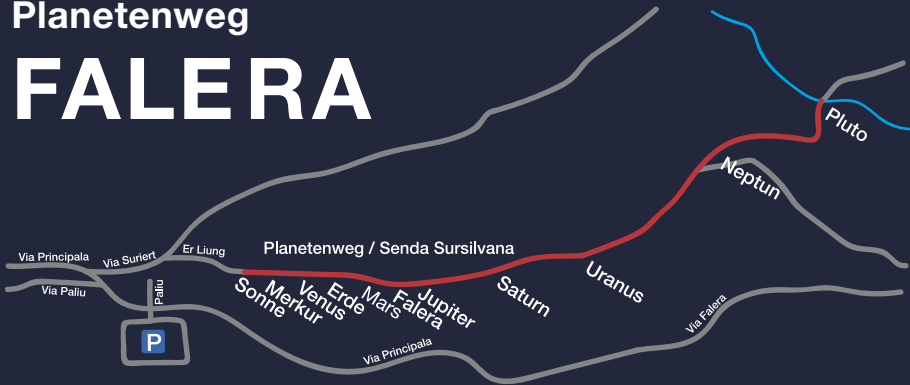 Planetenweg
FALERA
Via Principala
Via Suriert
Er Liung
Planetenweg / Senda Sursilvana
Via Paliu
Paliu
P
Sonne
Merkur
Venus
Erde
Mars
Falera
Jupiter
Saturn
Uranus
Neptun
Pluto
Via Principala
Via Falera